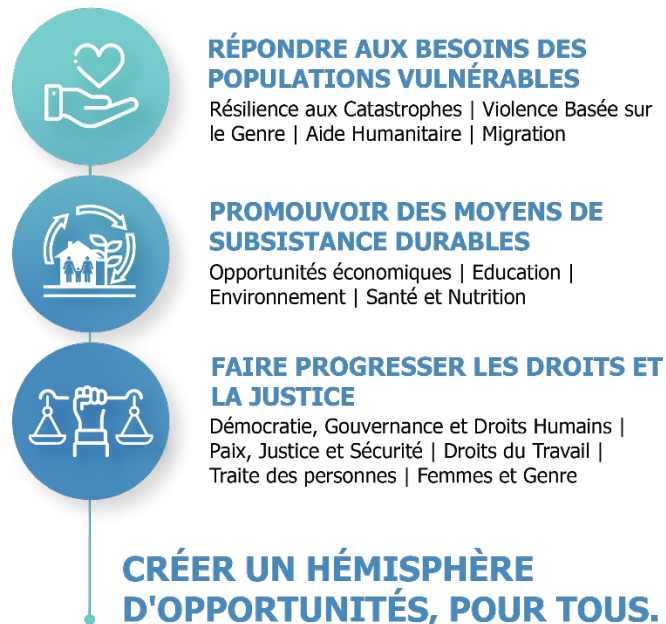 RÉPONDRE AUX BESOINS DES
POPULATIONS VULNÉRABLES
Résilience aux Catastrophes | Violence Basée sur
le Genre | Aide Humanitaire | Migration
PROMOUVOIR DES MOYENS DE
SUBSISTANCE DURABLES
Opportunités économiques | Education |
Environnement | Santé et Nutrition
FAIRE PROGRESSER LES DROITS ET
LA JUSTICE
Démocratie, Gouvernance et Droits Humains |
Paix, Justice et Sécurité | Droits du Travail |
Traite des personnes | Femmes et Genre
CRÉER UN HÉMISPHÈRE
D'OPPORTUNITÉS, POUR TOUS.